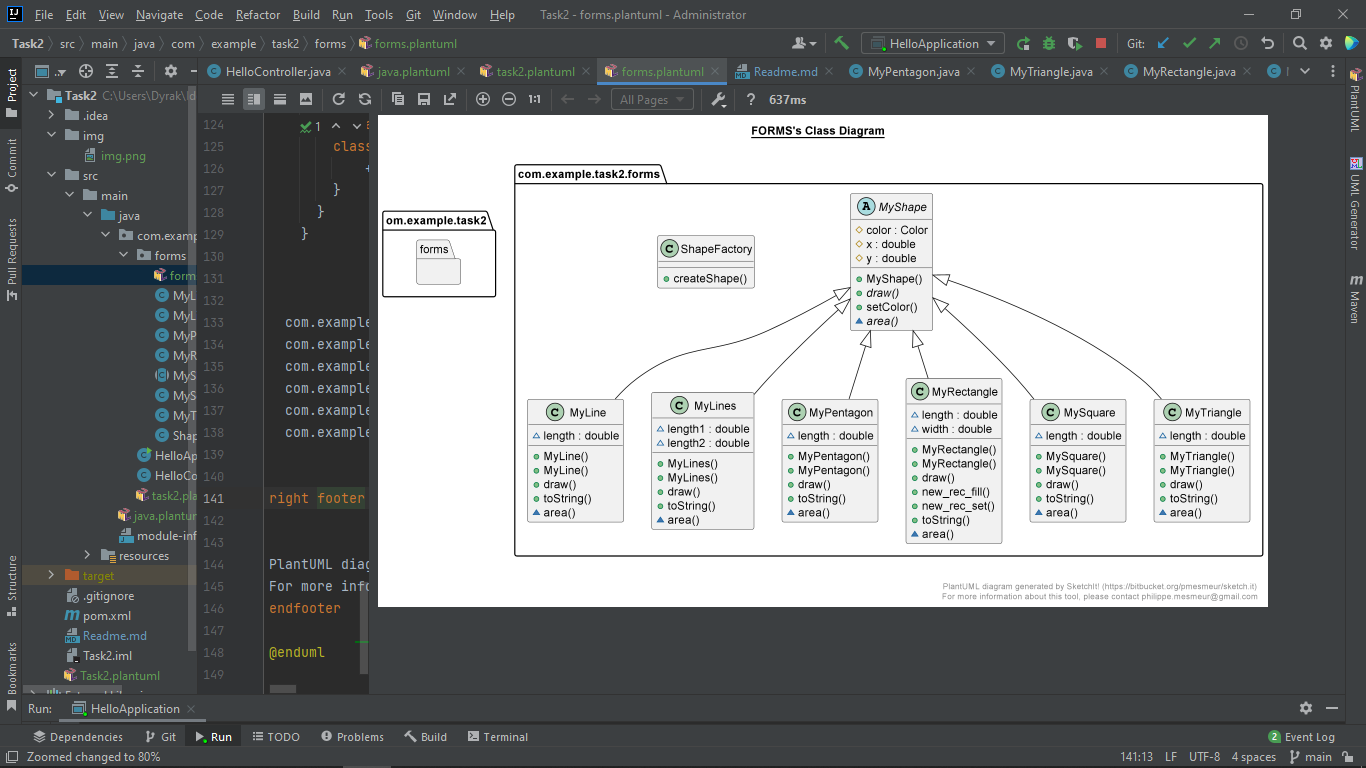 File Edit View Navigate Code Refactor Build Run Tools Git Window Help Task2 - forms.plantuml - Administrator
Task2 src main java com example task2 forms forms.plantuml HelloApplication Git:
Project
HelloController.java java.plantuml task2.plantuml forms.plantuml Readme.md MyPentagon.java MyTriangle.java MyRectangle.java
1:1 All Pages ? 637ms
Task2 C:\Users\Dyrak\Id
.idea
img
img.png
src
main
java
com.examp
forms
form
MyL
MyL
MyP
MyR
MyS
MyS
MyT
Shap
HelloAp
HelloCo
task2.pla
java.plantur
module-inf
resources
target
.gitignore
pom.xml
Readme.md
Task2.iml
Task2.plantuml
Commit
Pull Requests
Structure
Bookmarks
124 1
125 class
126
127 }
128 }
129 }
130
131
132
133 com.example
134 com.example
135 com.example
136 com.example
137 com.example
138 com.example
139
140
141 right footer
142
143
144 PlantUML diag
145 For more info
146 endfooter
147
148 @enduml
149
FORMS's Class Diagram
om.example.task2
forms
com.example.task2.forms
C ShapeFactory
createShape()
A MyShape
color : Color
x : double
y : double
MyShape()
draw()
setColor()
area()
C MyLine
length : double
MyLine()
MyLine()
draw()
toString()
area()
C MyLines
length1 : double
length2 : double
MyLines()
MyLines()
draw()
toString()
area()
C MyPentagon
length : double
MyPentagon()
MyPentagon()
draw()
toString()
area()
C MyRectangle
length : double
width : double
MyRectangle()
MyRectangle()
draw()
new_rec_fill()
new_rec_set()
toString()
area()
C MySquare
length : double
MySquare()
MySquare()
draw()
toString()
area()
C MyTriangle
length : double
MyTriangle()
MyTriangle()
draw()
toString()
area()
PlantUML diagram generated by SketchIt! (https://bitbucket.org/pmesmeur/sketch.it)
For more information about this tool, please contact philippe.mesmeur@gmail.com
PlantUML
UML Generator
Maven
Run: HelloApplication
Dependencies Git Run TODO Problems Build Terminal 2 Event Log
Zoomed changed to 80% 141:13 LF UTF-8 4 spaces main